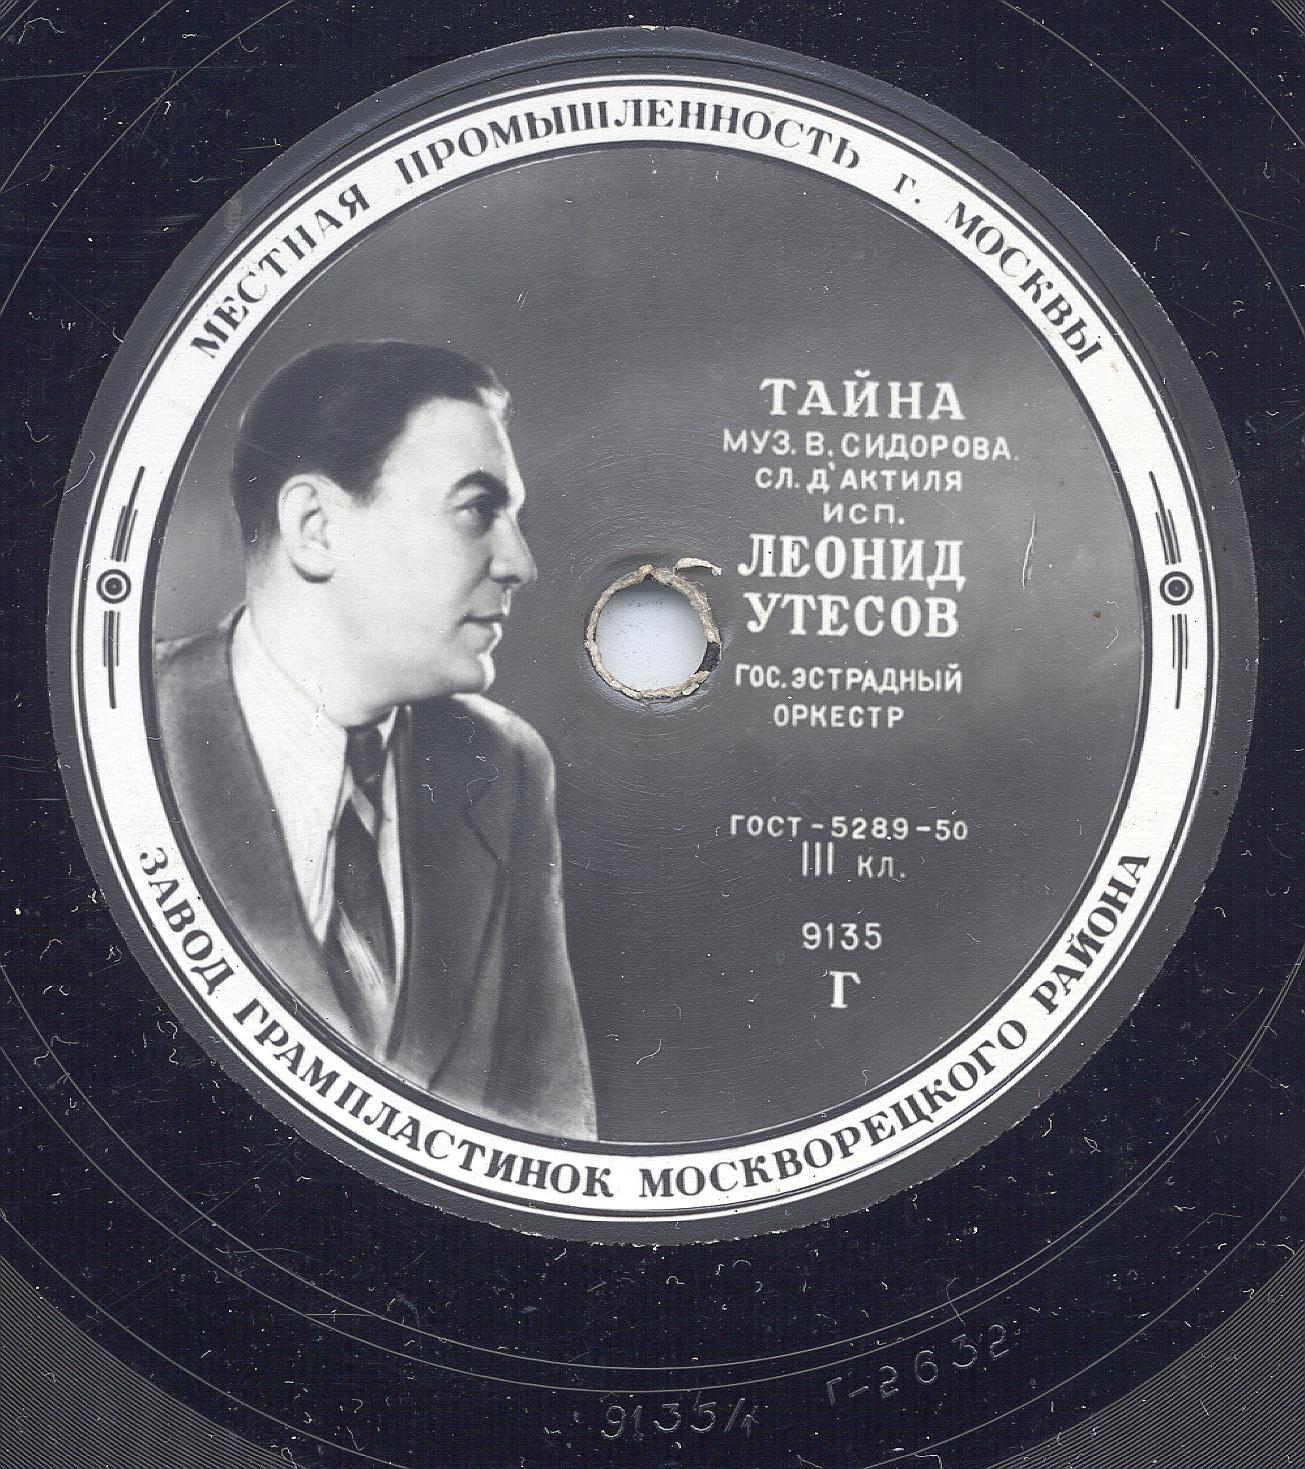 МЕСТНАЯ ПРОМЫШЛЕННОСТЬ г. МОСКВЫ
ТАЙНА
МУЗ. В. СИДОРОВА.
СЛ. Д'АКТИЛЯ
ИСП.
ЛЕОНИД
УТЕСОВ
ГОС. ЭСТРАДНЫЙ
ОРКЕСТР
ГОСТ-5289-50
III КЛ.
9135
Г
ЗАВОД ГРАМПЛАСТИНОК МОСКВОРЕЦКОГО РАЙОНА
Г-2632
9135/1